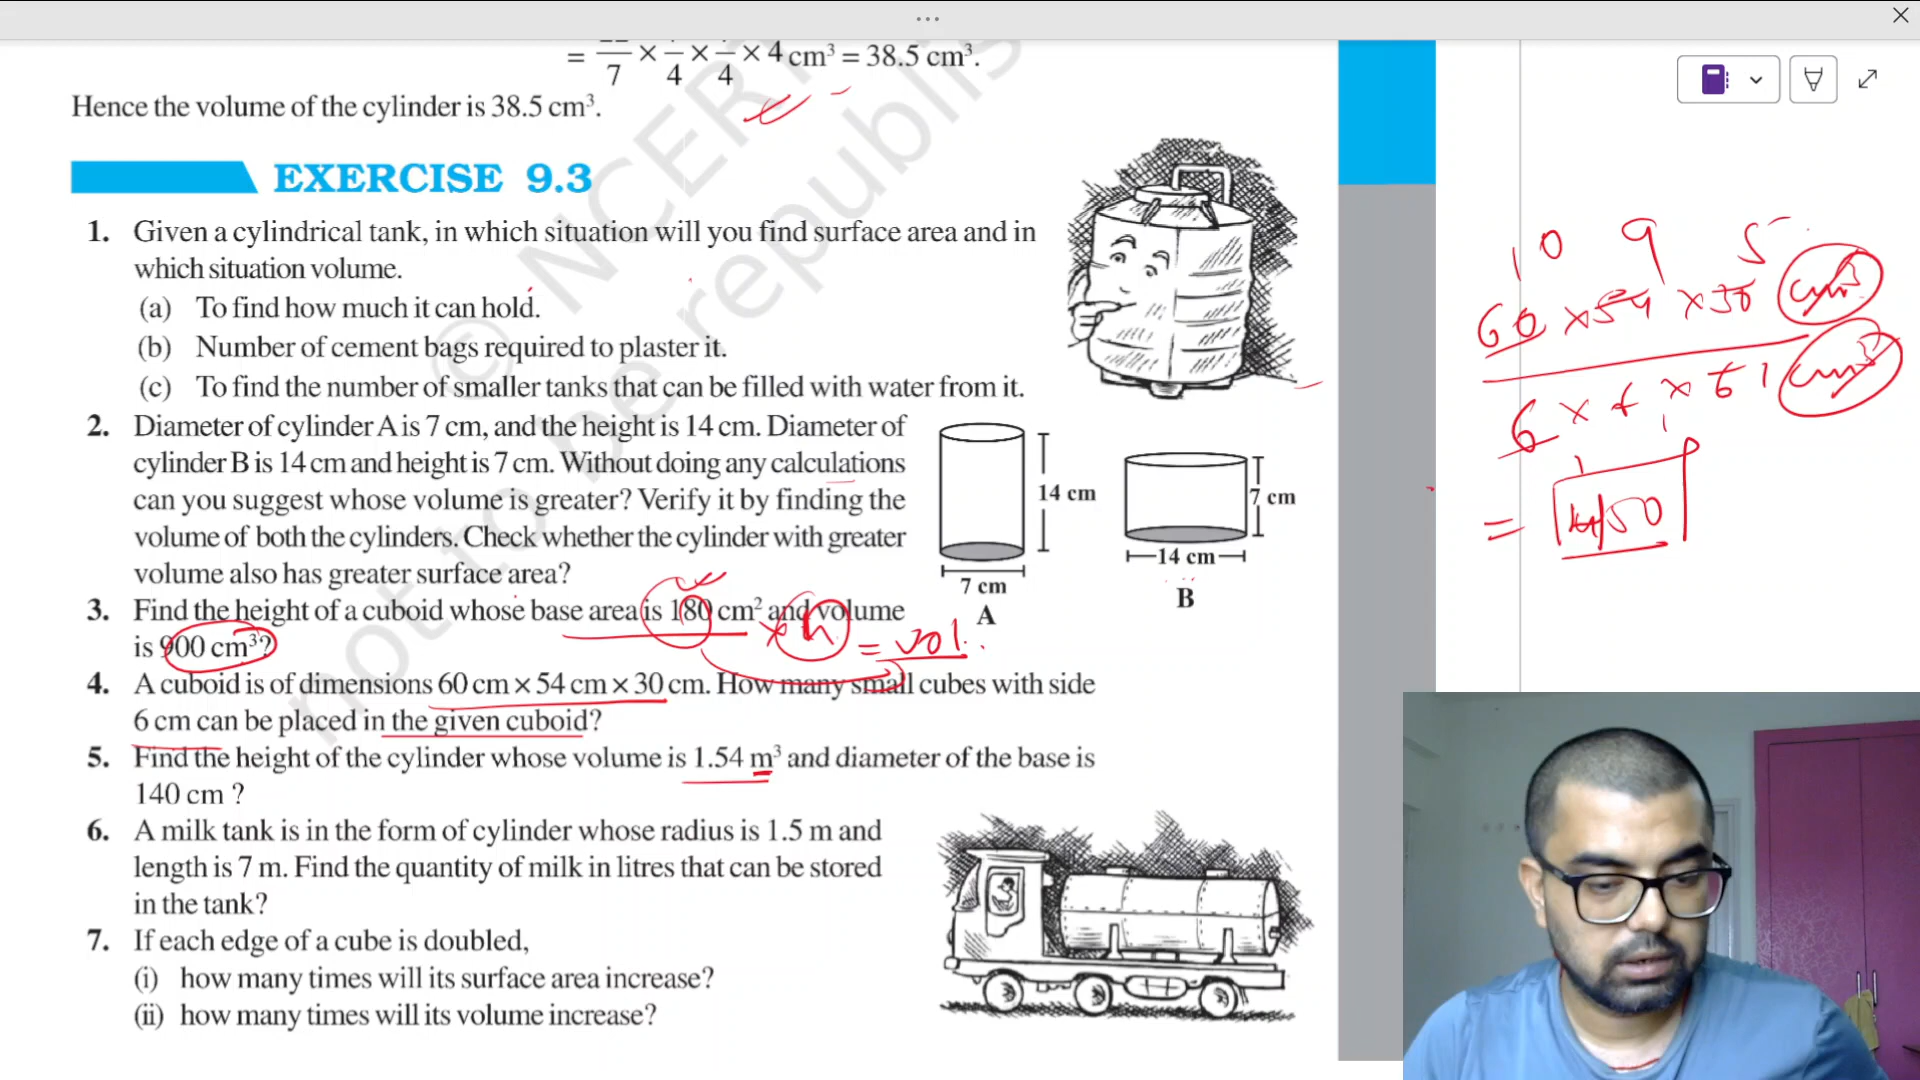 = 22/7 × 7/4 × 7/4 × 4 cm³ = 38.5 cm³.
Hence the volume of the cylinder is 38.5 cm³.
EXERCISE 9.3
1. Given a cylindrical tank, in which situation will you find surface area and in
which situation volume.
(a) To find how much it can hold.
(b) Number of cement bags required to plaster it.
(c) To find the number of smaller tanks that can be filled with water from it.
2. Diameter of cylinder A is 7 cm, and the height is 14 cm. Diameter of
cylinder B is 14 cm and height is 7 cm. Without doing any calculations
can you suggest whose volume is greater? Verify it by finding the
volume of both the cylinders. Check whether the cylinder with greater
volume also has greater surface area?
14 cm
7 cm
A
7 cm
14 cm
B
3. Find the height of a cuboid whose base area is 180 cm² and volume
is 900 cm³?
× h = vol.
4. A cuboid is of dimensions 60 cm × 54 cm × 30 cm. How many small cubes with side
6 cm can be placed in the given cuboid?
5. Find the height of the cylinder whose volume is 1.54 m³ and diameter of the base is
140 cm ?
6. A milk tank is in the form of cylinder whose radius is 1.5 m and
length is 7 m. Find the quantity of milk in litres that can be stored
in the tank?
7. If each edge of a cube is doubled,
(i) how many times will its surface area increase?
(ii) how many times will its volume increase?
© NCERT
not to be republis
10 9 5
60 × 54 × 30 cm³
6 × 6 × 6 cm³
= 450